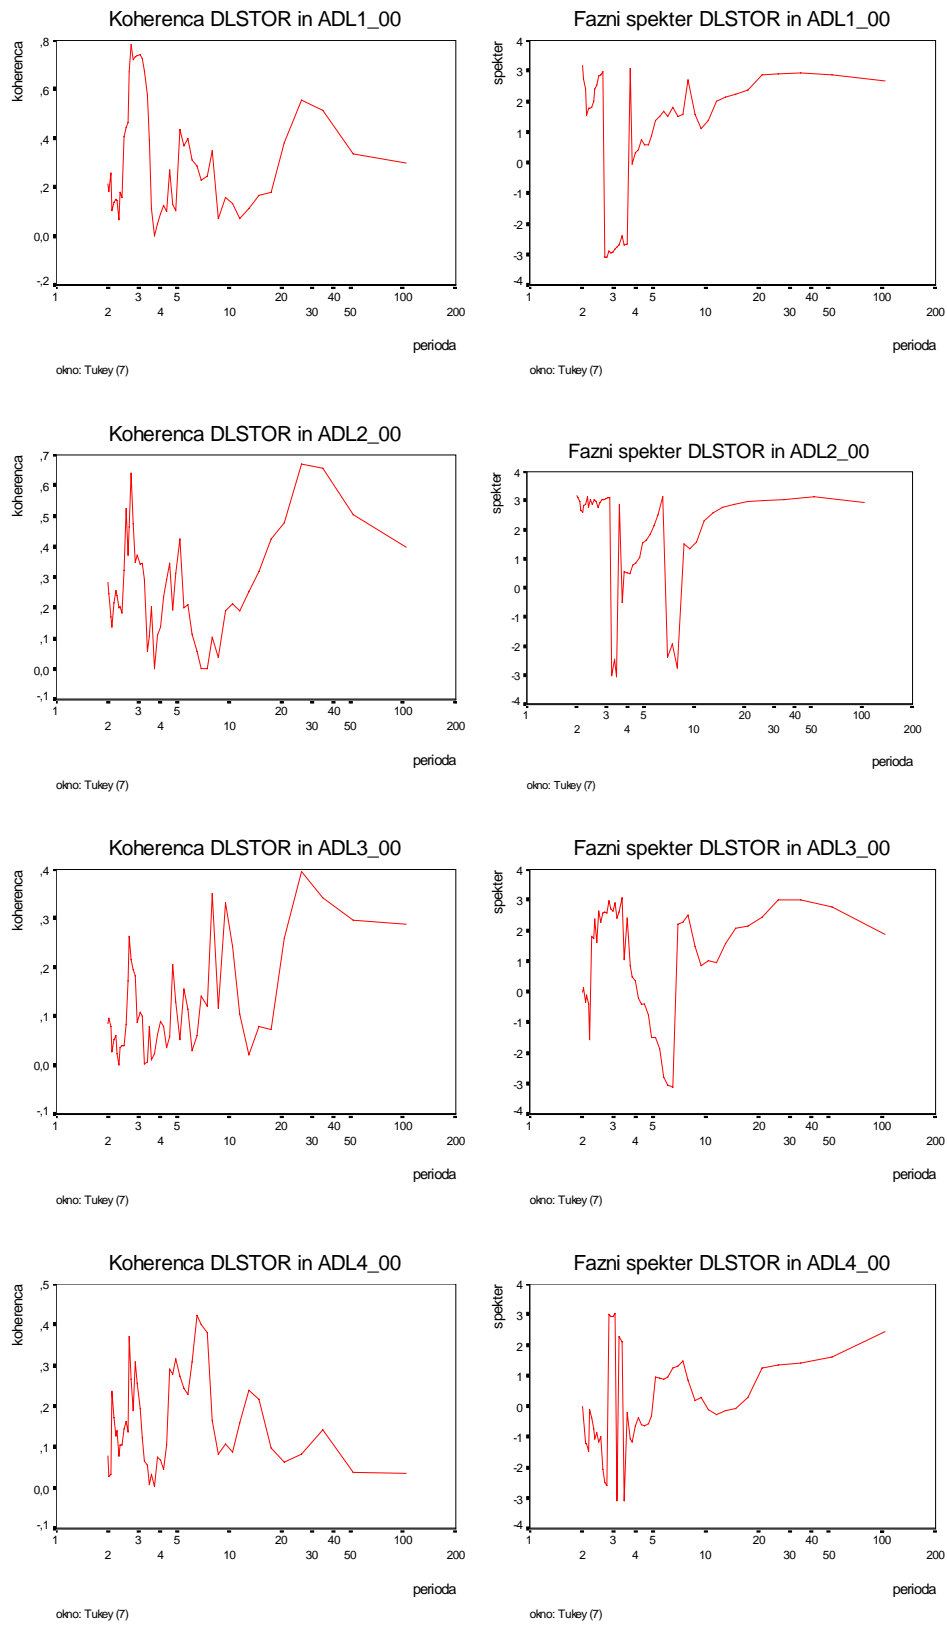 Koherenca DLSTOR in ADL1_00
koherenca
,8
,6
,4
,2
0,0
-,2
1 3 5 20 40 100
2 4 10 30 50 200
perioda
okno: Tukey (7)
Fazni spekter DLSTOR in ADL1_00
spekter
4
3
2
1
0
-1
-2
-3
-4
1 3 5 20 40 100
2 4 10 30 50 200
perioda
okno: Tukey (7)
Koherenca DLSTOR in ADL2_00
koherenca
,7
,6
,5
,4
,3
,2
,1
0,0
-,1
1 3 5 20 40 100
2 4 10 30 50 200
perioda
okno: Tukey (7)
Fazni spekter DLSTOR in ADL2_00
spekter
4
3
2
1
0
-1
-2
-3
-4
1 3 5 20 40 100
2 4 10 30 50 200
perioda
okno: Tukey (7)
Koherenca DLSTOR in ADL3_00
koherenca
,4
,3
,2
,1
0,0
-,1
1 3 5 20 40 100
2 4 10 30 50 200
perioda
okno: Tukey (7)
Fazni spekter DLSTOR in ADL3_00
spekter
4
3
2
1
0
-1
-2
-3
-4
1 3 5 20 40 100
2 4 10 30 50 200
perioda
okno: Tukey (7)
Koherenca DLSTOR in ADL4_00
koherenca
,5
,4
,3
,2
,1
0,0
-,1
1 3 5 20 40 100
2 4 10 30 50 200
perioda
okno: Tukey (7)
Fazni spekter DLSTOR in ADL4_00
spekter
4
3
2
1
0
-1
-2
-3
-4
1 3 5 20 40 100
2 4 10 30 50 200
perioda
okno: Tukey (7)